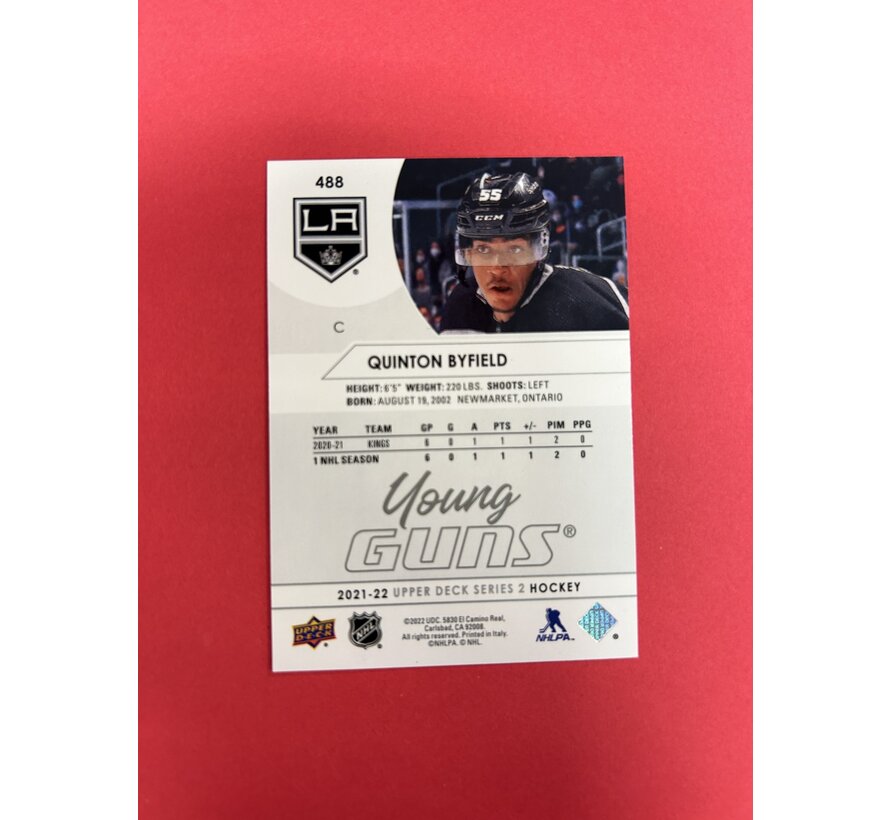 488
LA
55
CCM
®
C
QUINTON BYFIELD
HEIGHT: 6'5" WEIGHT: 220 LBS. SHOOTS: LEFT
BORN: AUGUST 19, 2002 NEWMARKET, ONTARIO
YEAR TEAM GP G A PTS +/- PIM PPG
2020-21 KINGS 6 0 1 1 1 2 0
1 NHL SEASON 6 0 1 1 1 2 0
Young
GUNS®
2021-22 UPPER DECK SERIES 2 HOCKEY
UPPER DECK ®
NHL ®
©2022 UDC. 5830 El Camino Real,
Carlsbad, CA 92008.
All rights reserved. Printed in Italy.
©NHLPA. © NHL.
NHLPA™
®